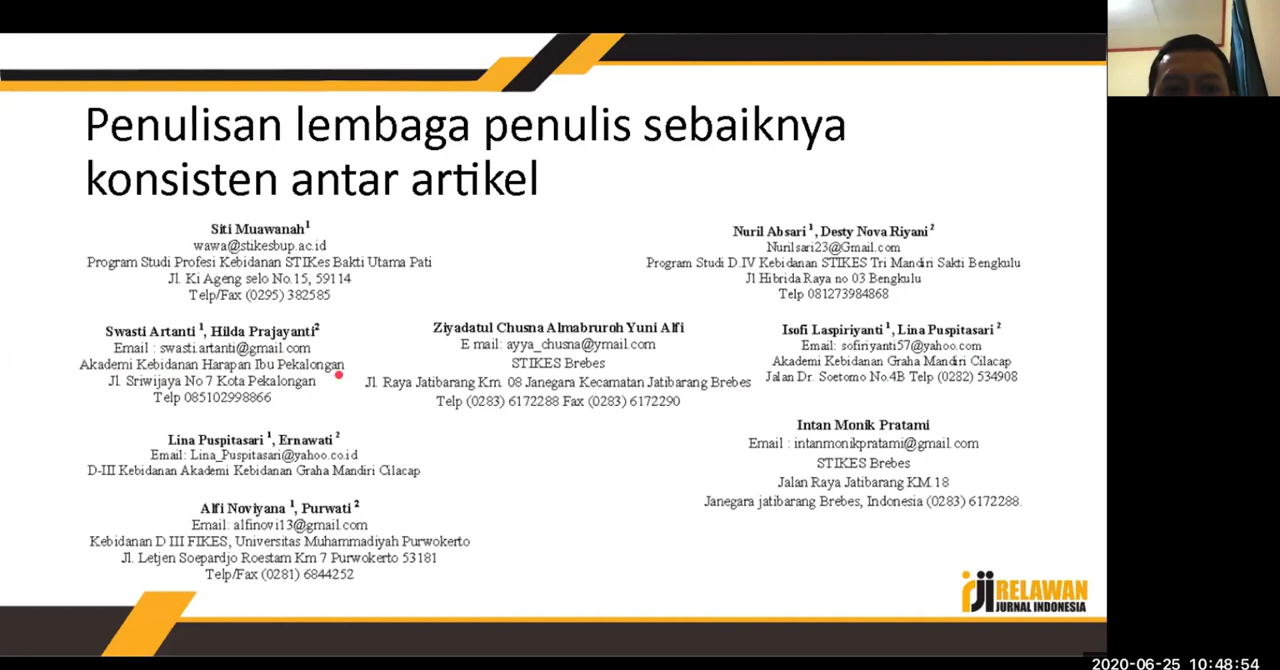 Penulisan lembaga penulis sebaiknya
konsisten antar artikel
Siti Muawanah¹
wawa@stikesbup.ac.id
Program Studi Profesi Kebidanan STIKes Bakti Utama Pati
Jl. Ki Ageng selo No.15, 59114
Telp/Fax (0295) 382585
Nuril Absari ¹, Desty Nova Riyani ²
Nurilsari23@Gmail.com
Program Studi D.IV Kebidanan STIKES Tri Mandiri Sakti Bengkulu
Jl Hibrida Raya no 03 Bengkulu
Telp 081273984868
Swasti Artanti ¹, Hilda Prajayanti²
Email : swasti.artanti@gmail.com
Akademi Kebidanan Harapan Ibu Pekalongan
Jl. Sriwijaya No 7 Kota Pekalongan
Telp 085102998866
Ziyadatul Chusna Almabruroh Yuni Alfi
E mail: ayya_chusna@ymail.com
STIKES Brebes
Jl. Raya Jatibarang Km. 08 Janegara Kecamatan Jatibarang Brebes
Telp (0283) 6172288 Fax (0283) 6172290
Isofi Laspiriyanti ¹, Lina Puspitasari ²
Email: sofiriyanti57@yahoo.com
Akademi Kebidanan Graha Mandiri Cilacap
Jalan Dr. Soetomo No.4B Telp (0282) 534908
Lina Puspitasari ¹, Ernawati ²
Email: Lina_Puspitasari@yahoo.co.id
D-III Kebidanan Akademi Kebidanan Graha Mandiri Cilacap
Intan Monik Pratami
Email : intanmonikpratami@gmail.com
STIKES Brebes
Jalan Raya Jatibarang KM.18
Janegara jatibarang Brebes, Indonesia (0283) 6172288.
Alfi Noviyana ¹, Purwati ²
Email: alfinovi13@gmail.com
Kebidanan D III FIKES, Universitas Muhammadiyah Purwokerto
Jl. Letjen Soepardjo Roestam Km 7 Purwokerto 53181
Telp/Fax (0281) 6844252
rji RELAWAN
JURNAL INDONESIA
2020-06-25 10:48:54